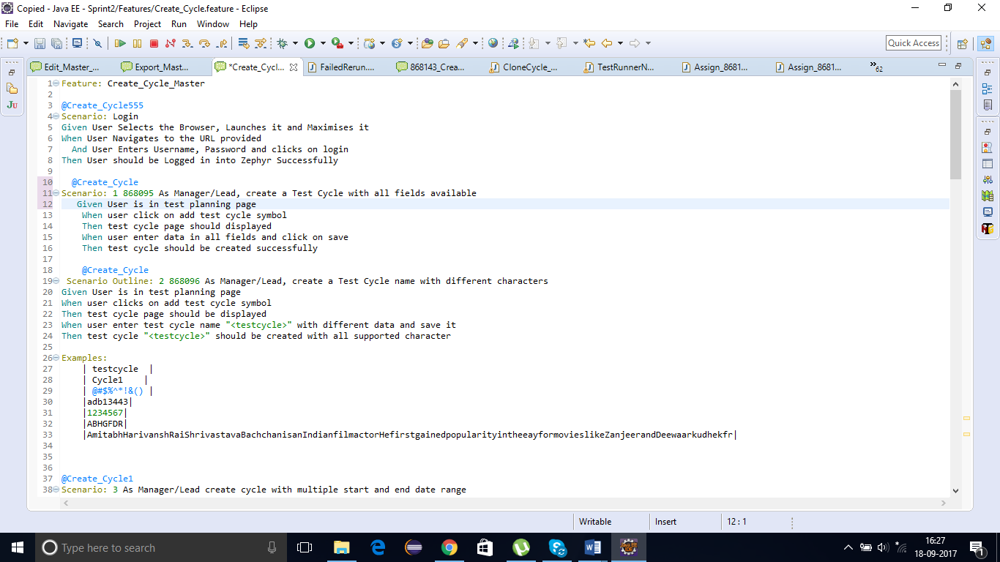 Copied - Java EE - Sprint2/Features/Create_Cycle.feature - Eclipse
File Edit Navigate Search Project Run Window Help
Quick Access
Edit_Master_... Export_Mast... *Create_Cycl... FailedRerun.... 868143_Crea... CloneCycle_... TestRunnerN... Assign_8681... Assign_8681... »62
1 Feature: Create_Cycle_Master
2
3 @Create_Cycle555
4 Scenario: Login
5 Given User Selects the Browser, Launches it and Maximises it
6 When User Navigates to the URL provided
7 And User Enters Username, Password and clicks on login
8 Then User should be Logged in into Zephyr Successfully
9
10 @Create_Cycle
11 Scenario: 1 868095 As Manager/Lead, create a Test Cycle with all fields available
12 Given User is in test planning page
13 When user click on add test cycle symbol
14 Then test cycle page should displayed
15 When user enter data in all fields and click on save
16 Then test cycle should be created successfully
17
18 @Create_Cycle
19 Scenario Outline: 2 868096 As Manager/Lead, create a Test Cycle name with different characters
20 Given User is in test planning page
21 When user clicks on add test cycle symbol
22 Then test cycle page should be displayed
23 When user enter test cycle name "<testcycle>" with different data and save it
24 Then test cycle "<testcycle>" should be created with all supported character
25
26 Examples:
27 | testcycle |
28 | Cycle1 |
29 | @#$%^*!&() |
30 |adb13443|
31 |1234567|
32 |ABHGFDR|
33 |AmitabhHarivanshRaiShrivastavaBachchanisanIndianfilmactorHefirstgainedpopularityintheeayformovieslikeZanjeerandDeewaarkudhekfr|
34
35
36
37 @Create_Cycle1
38 Scenario: 3 As Manager/Lead create cycle with multiple start and end date range
Writable Insert 12 : 1
Type here to search
16:27
18-09-2017
1